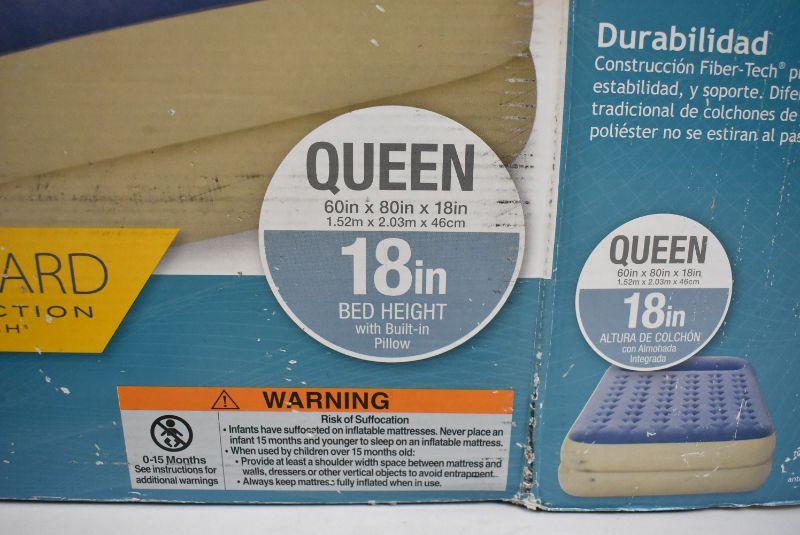 QUEEN
60in x 80in x 18in
1.52m x 2.03m x 46cm
18in
BED HEIGHT
with Built-in
Pillow
ARD
CTION
H®
WARNING
Risk of Suffocation
• Infants have suffocated on inflatable mattresses. Never place an
infant 15 months and younger to sleep on an inflatable mattress.
• When used by children over 15 months old:
• Provide at least a shoulder width space between mattress and
walls, dressers or other vertical objects to avoid entrapment.
• Always keep mattress fully inflated when in use.
0-15 Months
See instructions for
additional warnings
Durabilidad
Construcción Fiber-Tech® p
estabilidad, y soporte. Dife
tradicional de colchones de
poliéster no se estiran al pa
QUEEN
60in x 80in x 18in
1.52m x 2.03m x 46cm
18in
ALTURA DE COLCHÓN
con Almohada
Integrada